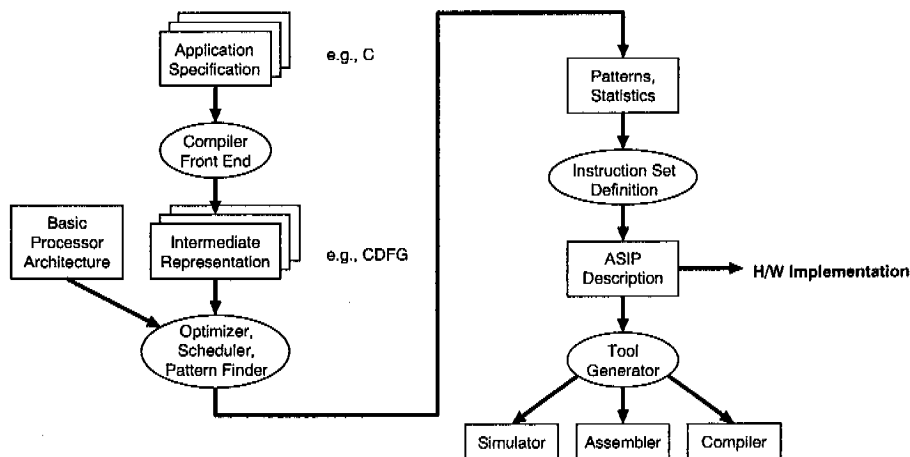 Application
Specification
e.g., C
Compiler
Front End
Basic
Processor
Architecture
Intermediate
Representation
e.g., CDFG
Optimizer,
Scheduler,
Pattern Finder
Patterns,
Statistics
Instruction Set
Definition
ASIP
Description
H/W Implementation
Tool
Generator
Simulator
Assembler
Compiler